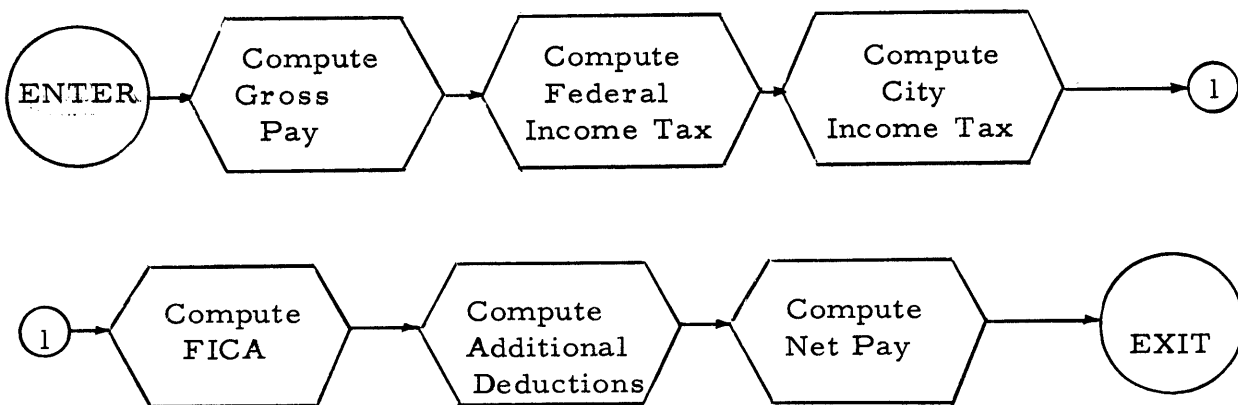 ENTER
Compute
Gross
Pay
Compute
Federal
Income Tax
Compute
City
Income Tax
1
1
Compute
FICA
Compute
Additional
Deductions
Compute
Net Pay
EXIT